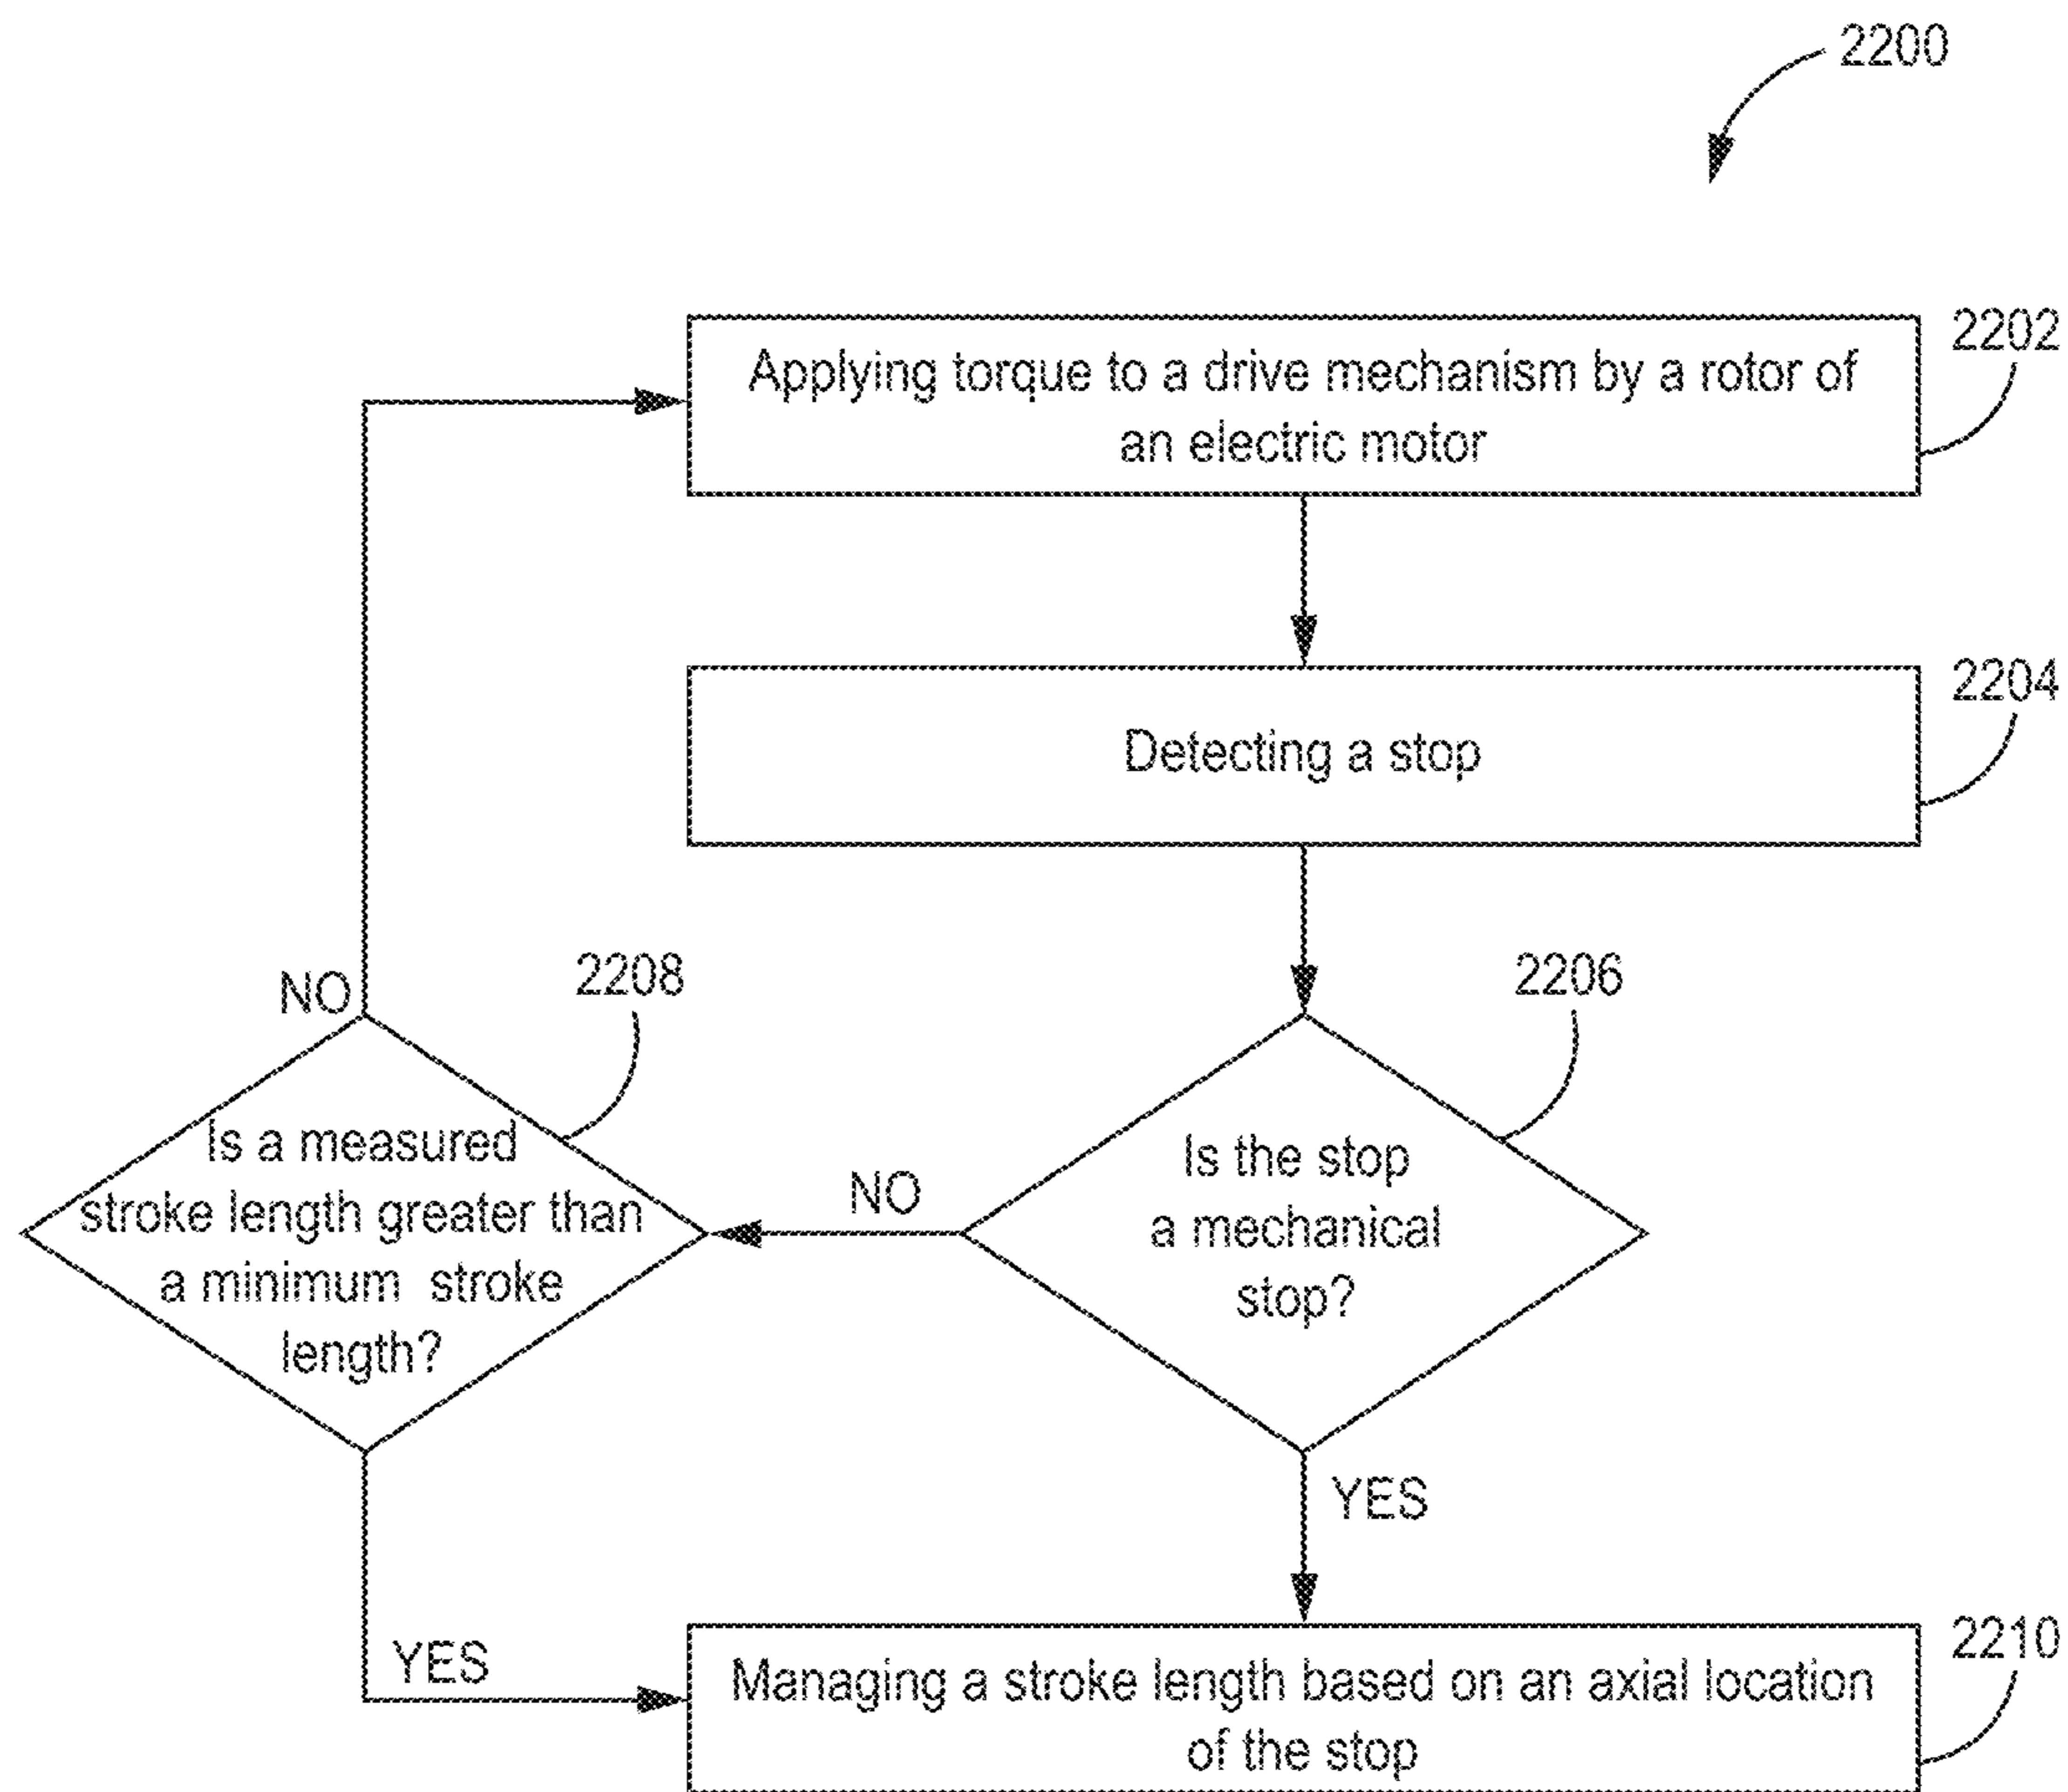 2200
2202
Applying torque to a drive mechanism by a rotor of
an electric motor
2204
Detecting a stop
NO
2208
2206
Is a measured
stroke length greater than
a minimum stroke
length?
NO
Is the stop
a mechanical
stop?
YES
YES
2210
Managing a stroke length based on an axial location
of the stop